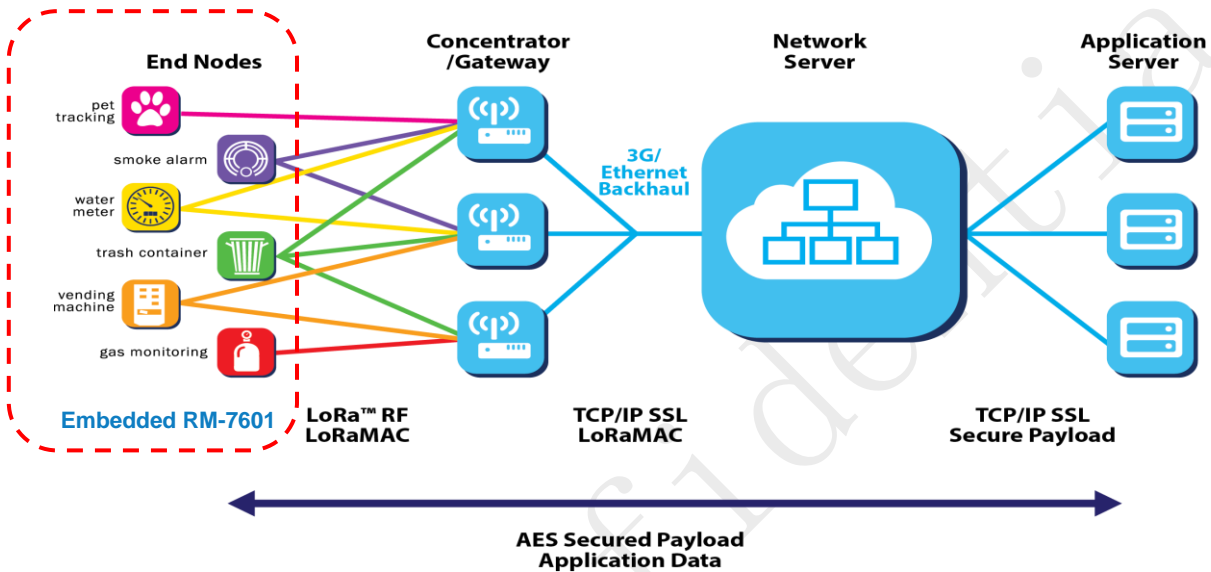 End Nodes
Concentrator
/Gateway
Network
Server
Application
Server
pet
tracking
smoke alarm
water
meter
trash container
vending
machine
gas monitoring
3G/
Ethernet
Backhaul
Embedded RM-7601
LoRa™ RF
LoRaMAC
TCP/IP SSL
LoRaMAC
TCP/IP SSL
Secure Payload
AES Secured Payload
Application Data
fidentia